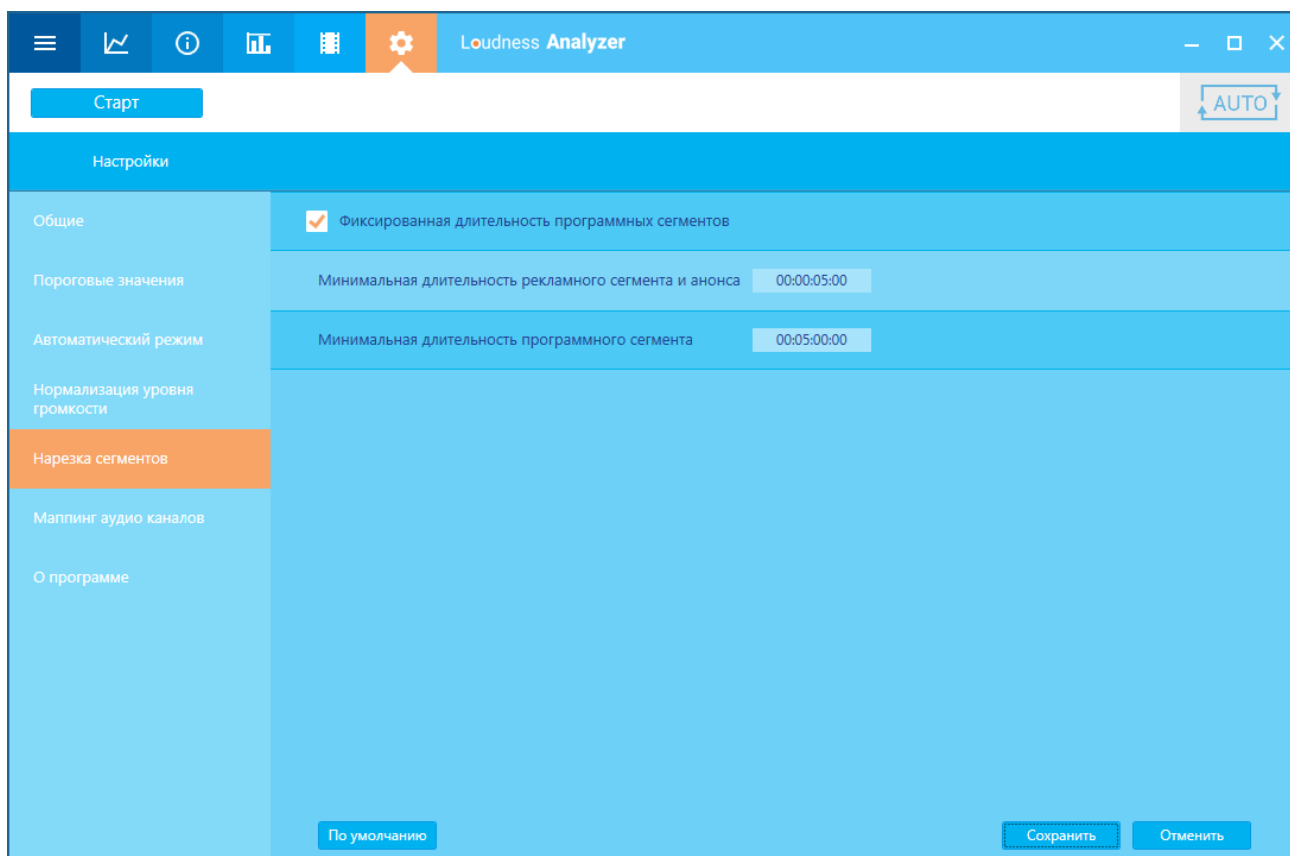 Loudness Analyzer
Старт
AUTO
Настройки
Общие
Фиксированная длительность программных сегментов
Пороговые значения
Минимальная длительность рекламного сегмента и анонса 00:00:05:00
Автоматический режим
Минимальная длительность программного сегмента 00:05:00:00
Нормализация уровня
громкости
Нарезка сегментов
Маппинг аудио каналов
О программе
По умолчанию
Сохранить
Отменить